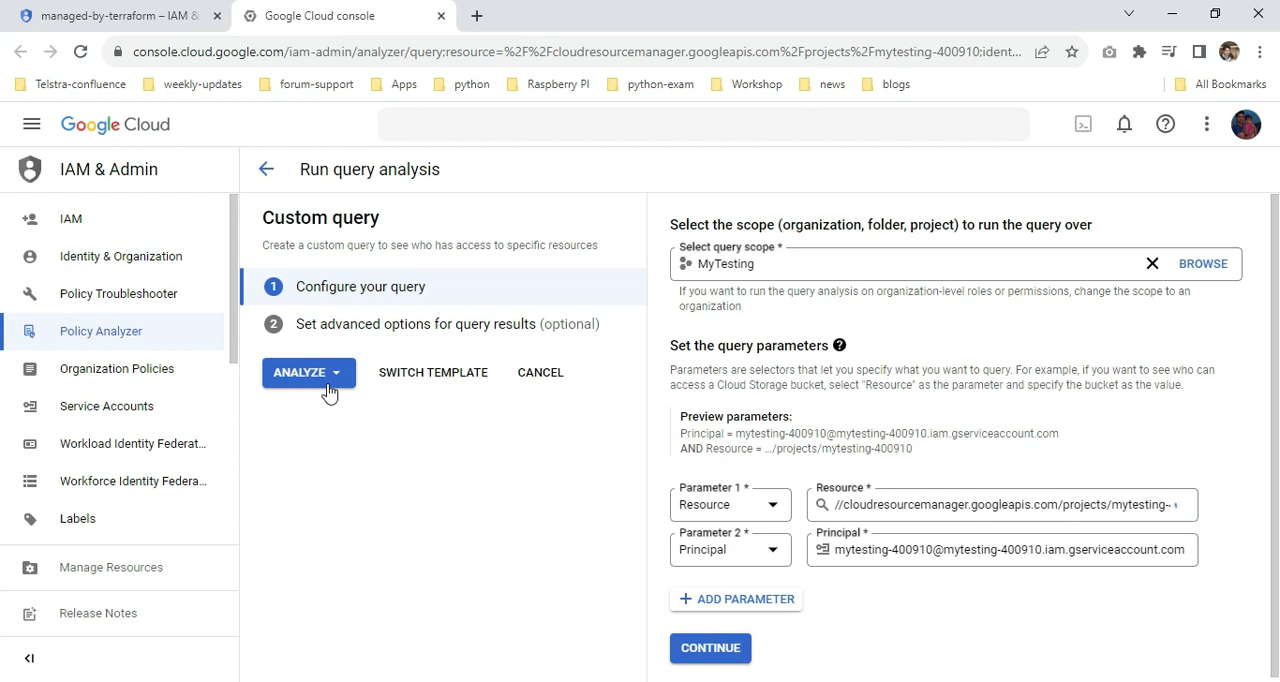 managed-by-terraform – IAM &
Google Cloud console
console.cloud.google.com/iam-admin/analyzer/query;resource=%2F%2Fcloudresourcemanager.googleapis.com%2Fprojects%2Fmytesting-400910;ident...
Telstra-confluence
weekly-updates
forum-support
Apps
python
Raspberry PI
python-exam
Workshop
news
blogs
All Bookmarks
Google Cloud
IAM & Admin
IAM
Identity & Organization
Policy Troubleshooter
Policy Analyzer
Organization Policies
Service Accounts
Workload Identity Federat...
Workforce Identity Federa...
Labels
Manage Resources
Release Notes
Run query analysis
Custom query
Create a custom query to see who has access to specific resources
1 Configure your query
2 Set advanced options for query results (optional)
ANALYZE
SWITCH TEMPLATE
CANCEL
Select the scope (organization, folder, project) to run the query over
Select query scope *
MyTesting
BROWSE
If you want to run the query analysis on organization-level roles or permissions, change the scope to an
organization
Set the query parameters
Parameters are selectors that let you specify what you want to query. For example, if you want to see who can
access a Cloud Storage bucket, select "Resource" as the parameter and specify the bucket as the value.
Preview parameters:
Principal = mytesting-400910@mytesting-400910.iam.gserviceaccount.com
AND Resource = .../projects/mytesting-400910
Parameter 1 *
Resource
Resource *
//cloudresourcemanager.googleapis.com/projects/mytesting-
Parameter 2 *
Principal
Principal *
mytesting-400910@mytesting-400910.iam.gserviceaccount.com
+ ADD PARAMETER
CONTINUE